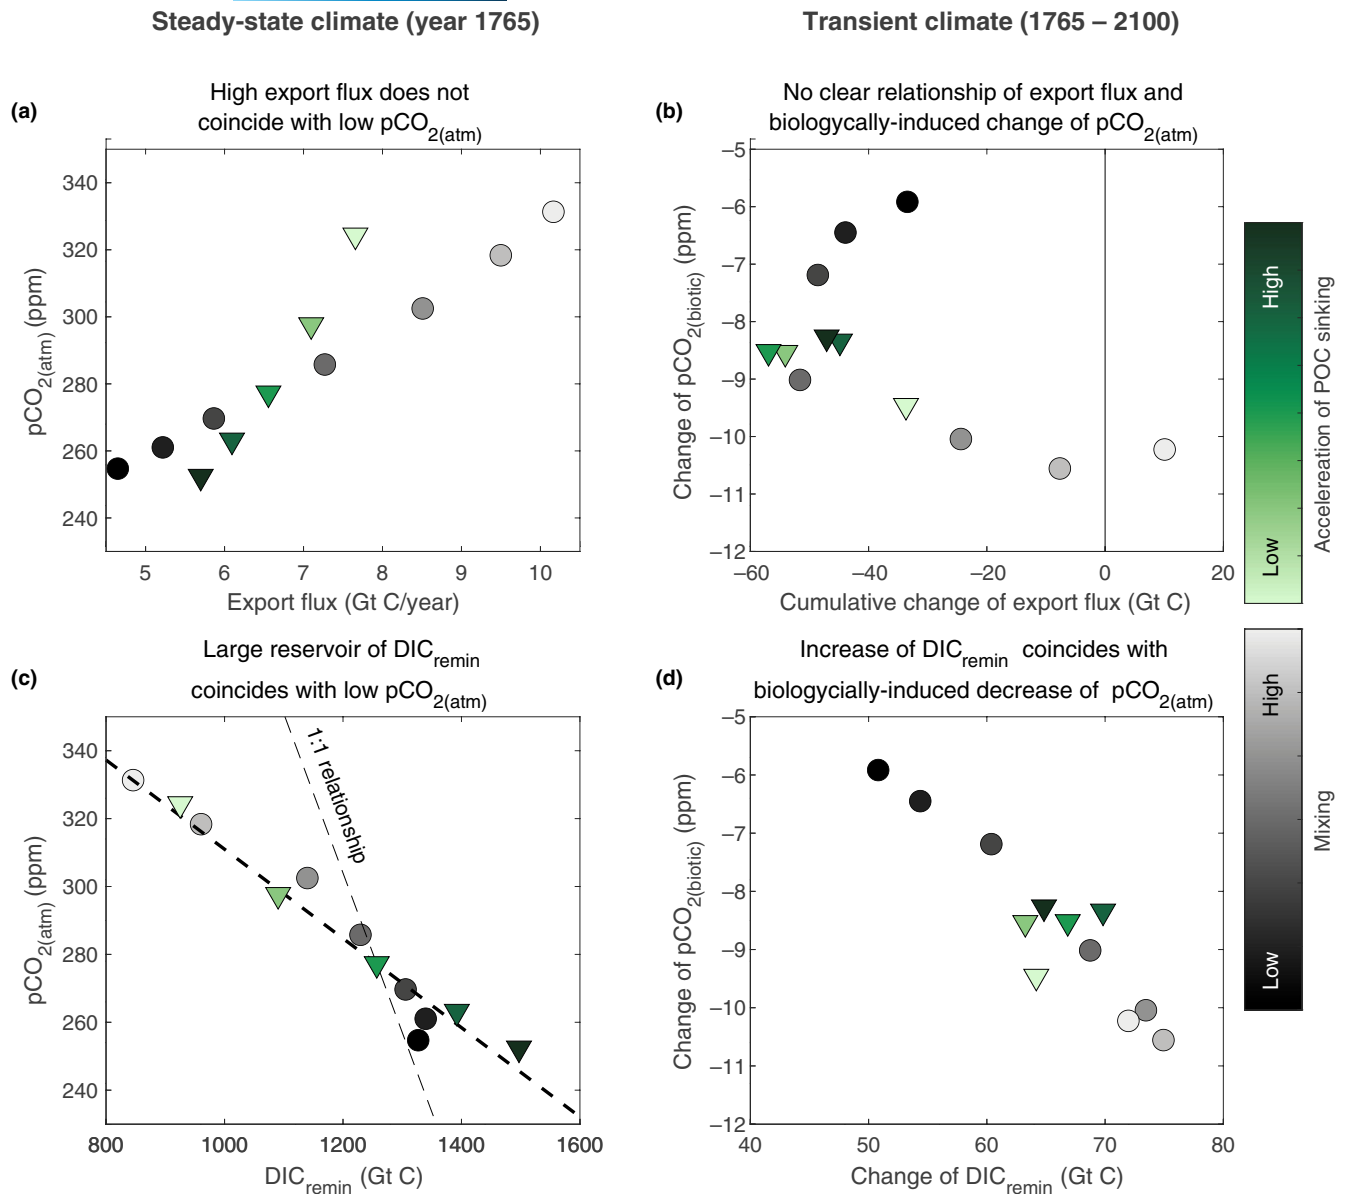 Steady-state climate (year 1765)
Transient climate (1765 – 2100)
(a)
High export flux does not
coincide with low pCO2(atm)
340
320
300
280
260
240
pCO2(atm) (ppm)
5 6 7 8 9 10
Export flux (Gt C/year)
(b)
No clear relationship of export flux and
biologycally-induced change of pCO2(atm)
−5
−6
−7
−8
−9
−10
−11
−12
Change of pCO2(biotic) (ppm)
−60 −40 −20 0 20
Cumulative change of export flux (Gt C)
High
Low
Accelereation of POC sinking
(c)
Large reservoir of DICremin
coincides with low pCO2(atm)
1:1 relationship
340
320
300
280
260
240
pCO2(atm) (ppm)
800 1000 1200 1400 1600
DICremin (Gt C)
(d)
Increase of DICremin coincides with
biologycially-induced decrease of pCO2(atm)
−5
−6
−7
−8
−9
−10
−11
−12
Change of pCO2(biotic) (ppm)
40 50 60 70 80
Change of DICremin (Gt C)
High
Low
Mixing